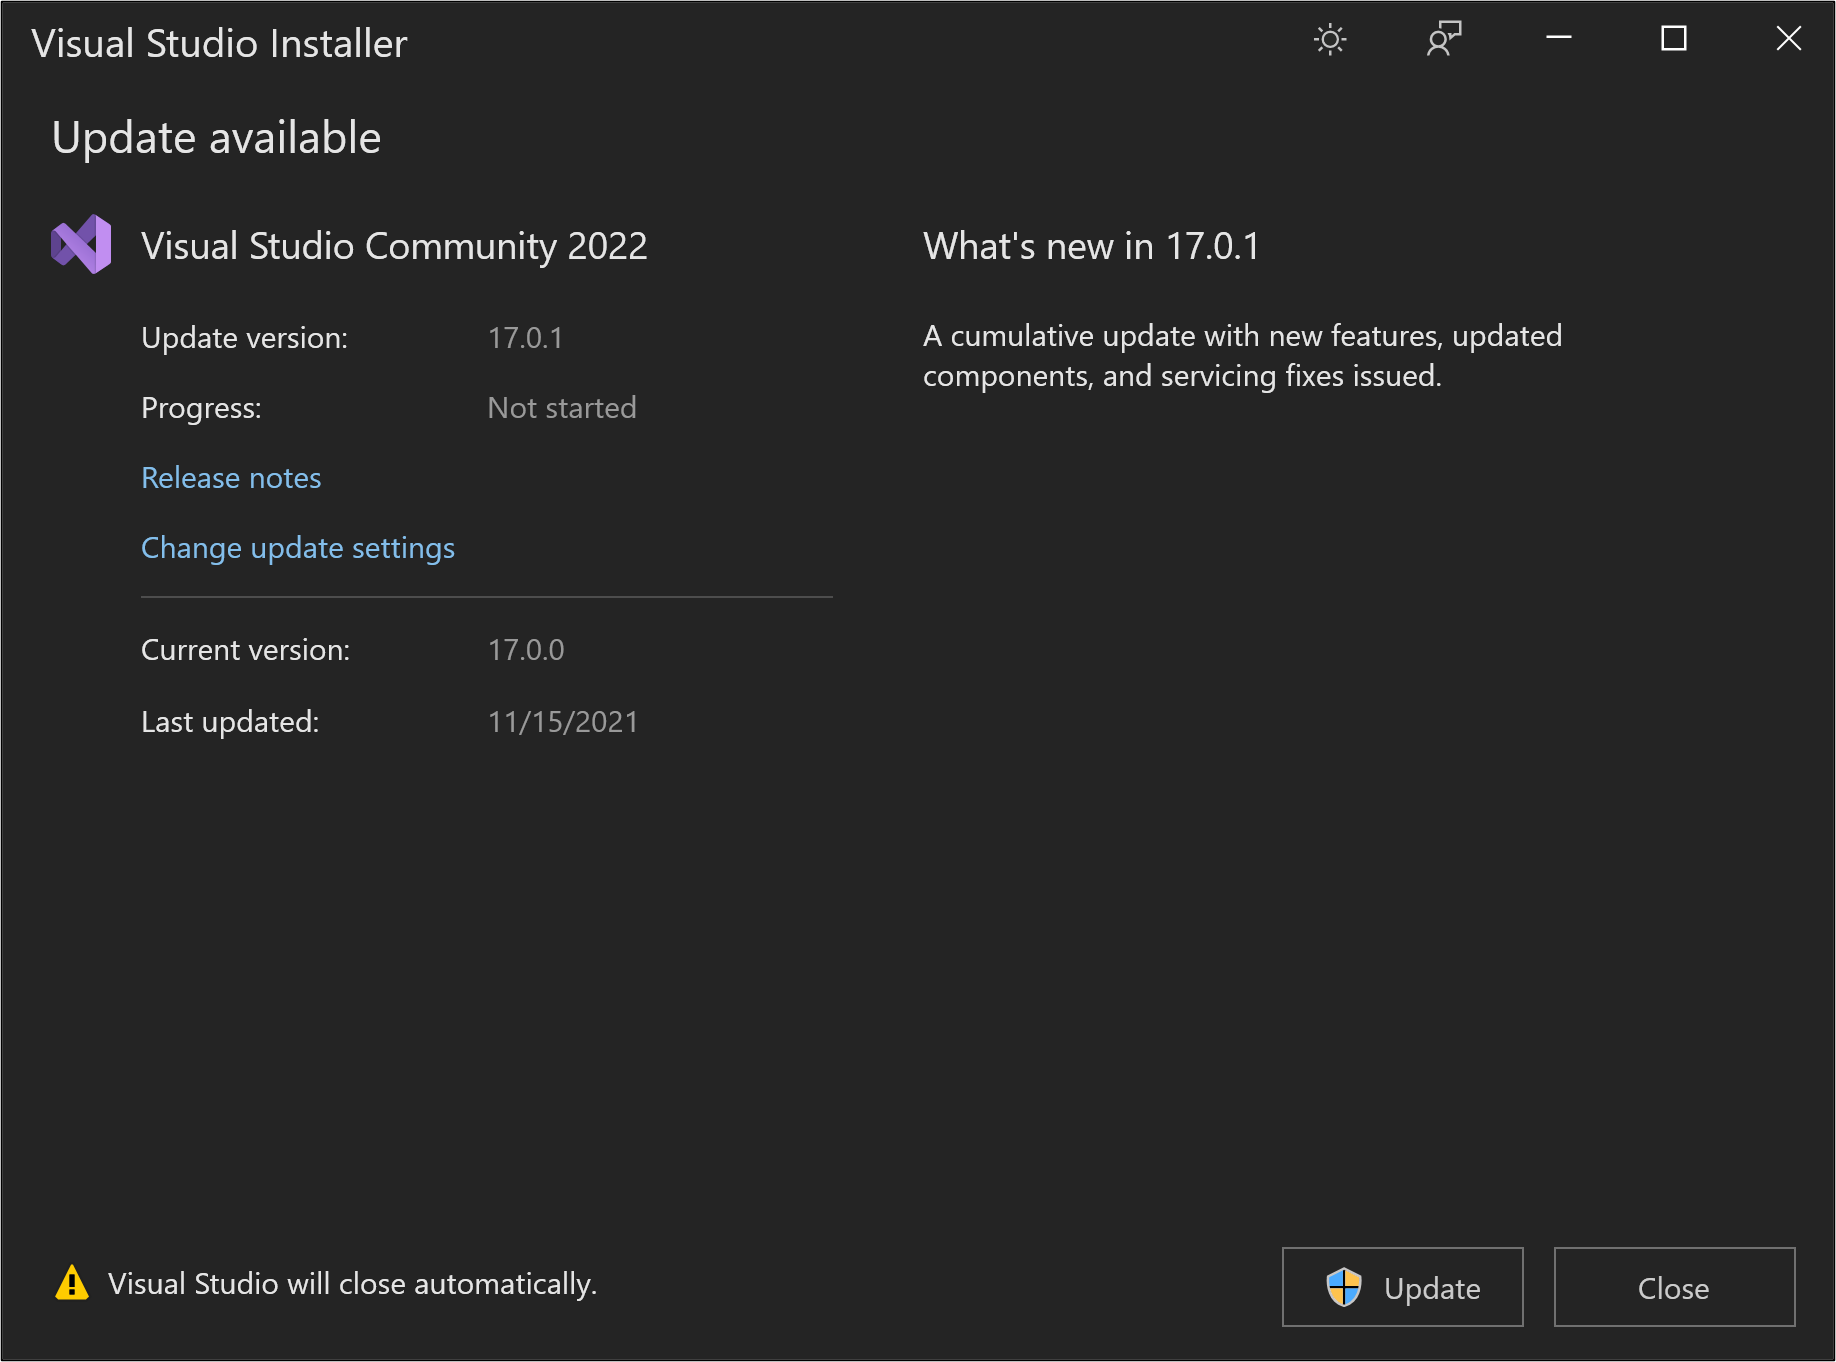 Visual Studio Installer
Update available
Visual Studio Community 2022
Update version: 17.0.1
Progress: Not started
Release notes
Change update settings
Current version: 17.0.0
Last updated: 11/15/2021
What's new in 17.0.1
A cumulative update with new features, updated
components, and servicing fixes issued.
Visual Studio will close automatically.
Update
Close